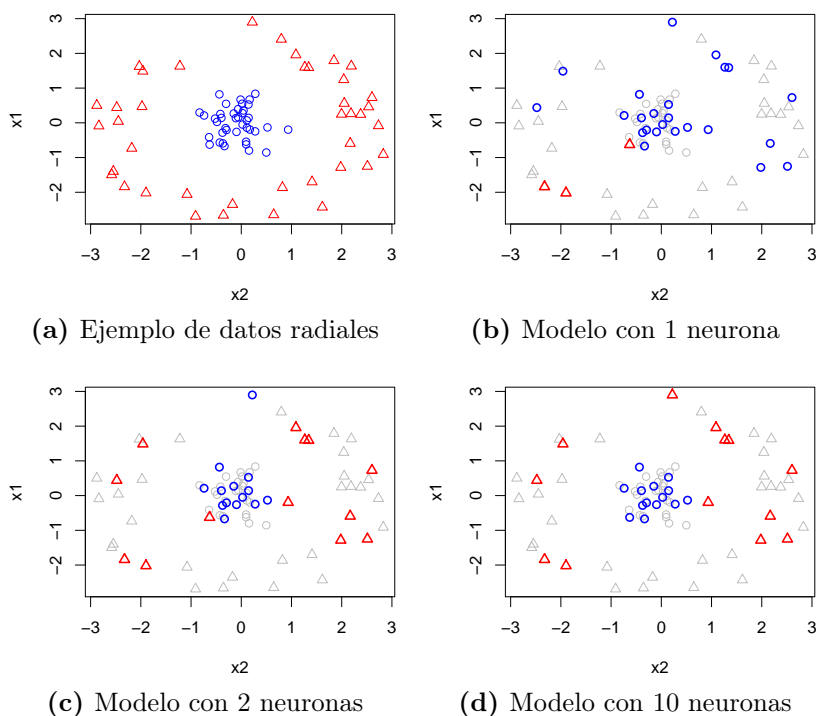 3
2
1
0
−1
−2
x1
−3 −2 −1 0 1 2 3
x2
(a) Ejemplo de datos radiales
3
2
1
0
−1
−2
x1
−3 −2 −1 0 1 2 3
x2
(b) Modelo con 1 neurona
3
2
1
0
−1
−2
x1
−3 −2 −1 0 1 2 3
x2
(c) Modelo con 2 neuronas
3
2
1
0
−1
−2
x1
−3 −2 −1 0 1 2 3
x2
(d) Modelo con 10 neuronas